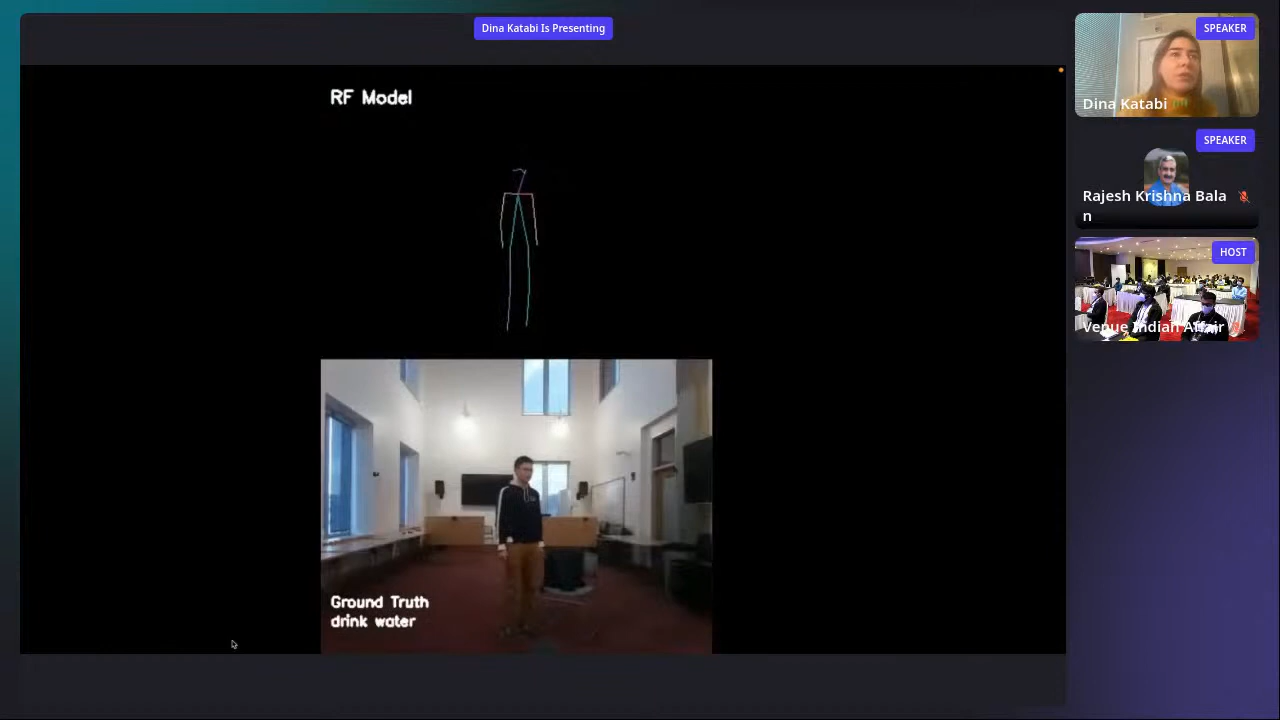 Dina Katabi Is Presenting
RF Model
Ground Truth
drink water
SPEAKER
Dina Katabi
SPEAKER
Rajesh Krishna Bala
n
HOST
Venue Indian Affair